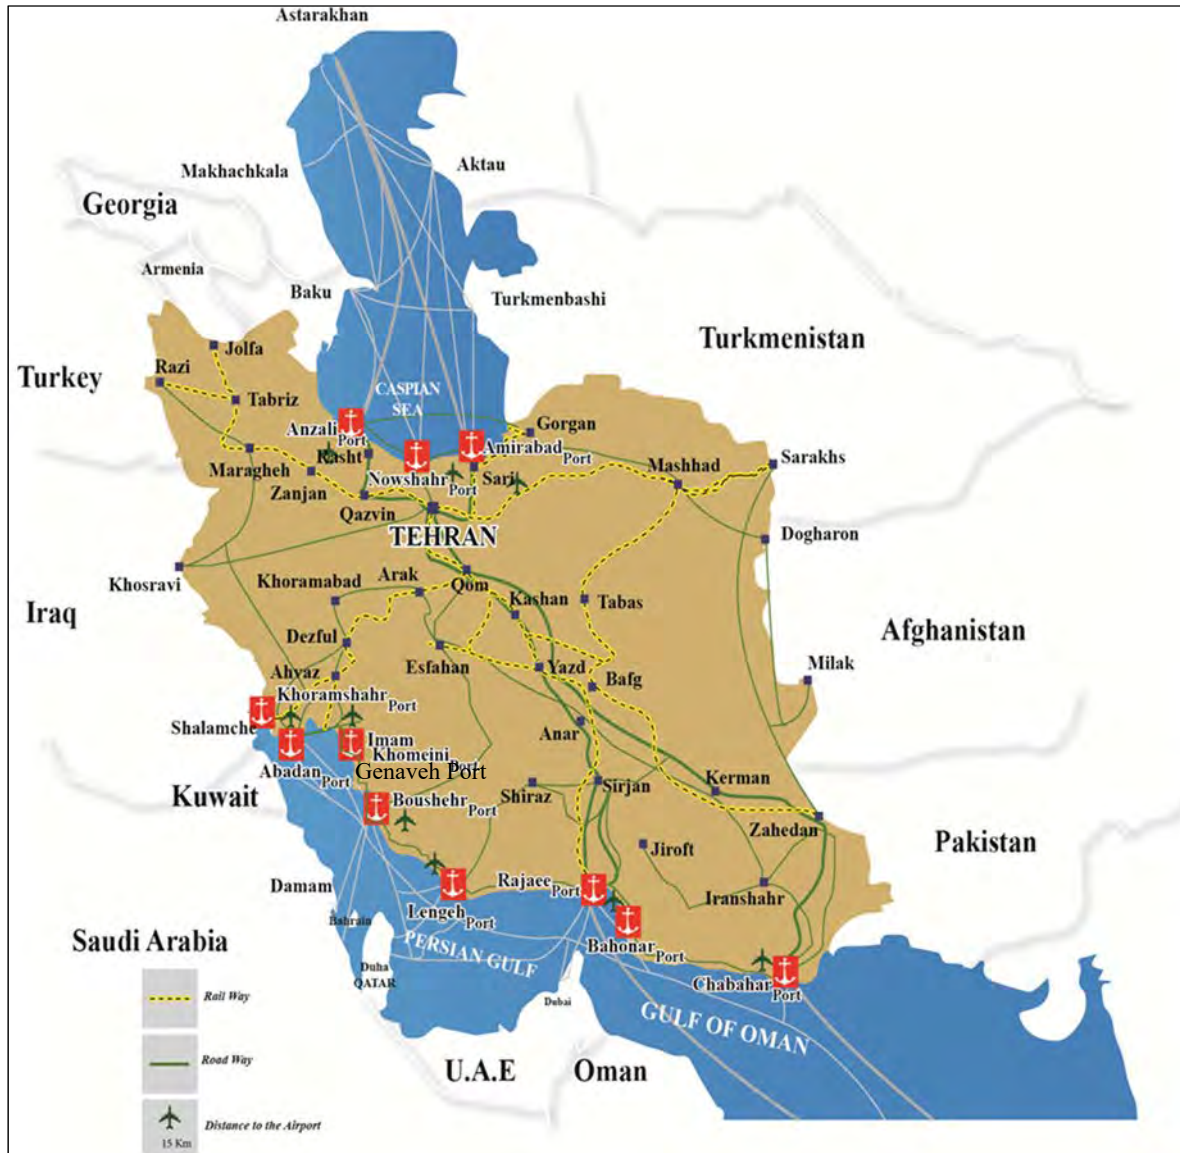 Astarakhan
Makhachkala
Aktau
Georgia
Armenia
Baku
Turkmenbashi
Turkmenistan
Jolfa
Razi
Turkey
CASPIAN
SEA
Tabriz
Anzali Port
Gorgan
Rasht
Amirabad Port
Maragheh
Nowshahr Port
Sari
Mashhad
Sarakhs
Zanjan
Qazvin
TEHRAN
Dogharon
Khosravi
Khoramabad
Arak
Qom
Kashan
Tabas
Iraq
Afghanistan
Dezful
Esfahan
Yazd
Milak
Ahvaz
Bafg
Khoramshahr Port
Shalamche
Anar
Imam
Khomeini Port
Abadan Port
Genaveh Port
Kuwait
Boushehr Port
Shiraz
Sirjan
Kerman
Zahedan
Pakistan
Jiroft
Damam
Rajaee Port
Iranshahr
Bahrain
Lengeh Port
Saudi Arabia
PERSIAN GULF
Bahonar Port
Duha
QATAR
Chabahar Port
Dubai
GULF OF OMAN
Rail Way
Road Way
U.A.E
Oman
Distance to the Airport
15 Km